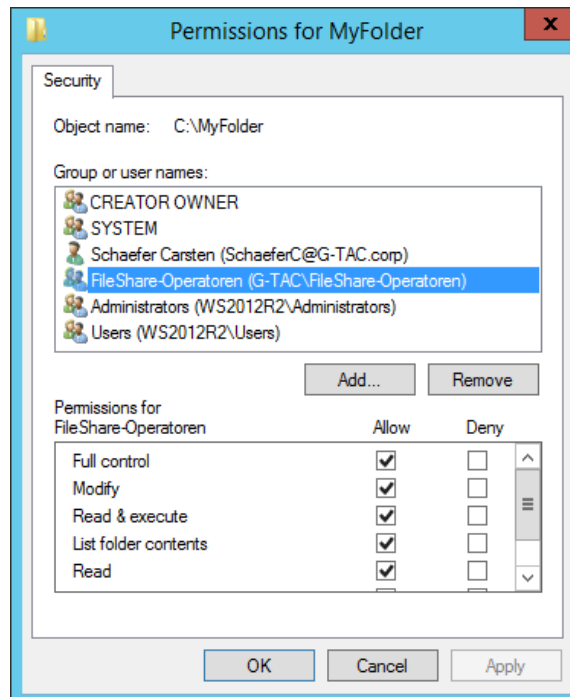 Permissions for MyFolder
Security
Object name: C:\MyFolder
Group or user names:
CREATOR OWNER
SYSTEM
Schaefer Carsten (SchaeferC@G-TAC.corp)
FileShare-Operatoren (G-TAC\FileShare-Operatoren)
Administrators (WS2012R2\Administrators)
Users (WS2012R2\Users)
Add... Remove
Permissions for
FileShare-Operatoren Allow Deny
Full control
Modify
Read & execute
List folder contents
Read
OK Cancel Apply